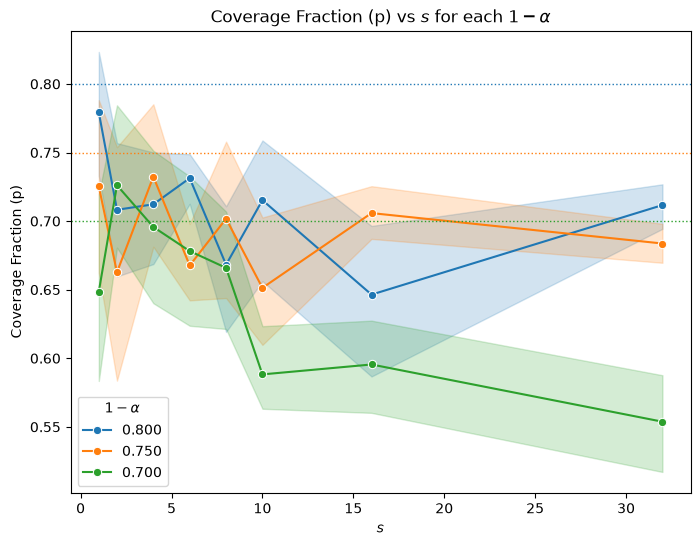 Coverage Fraction (p) vs s for each 1 − α
Coverage Fraction (p)
0.80
0.75
0.70
0.65
0.60
0.55
1 − α
0.800
0.750
0.700
0 5 10 15 20 25 30
s